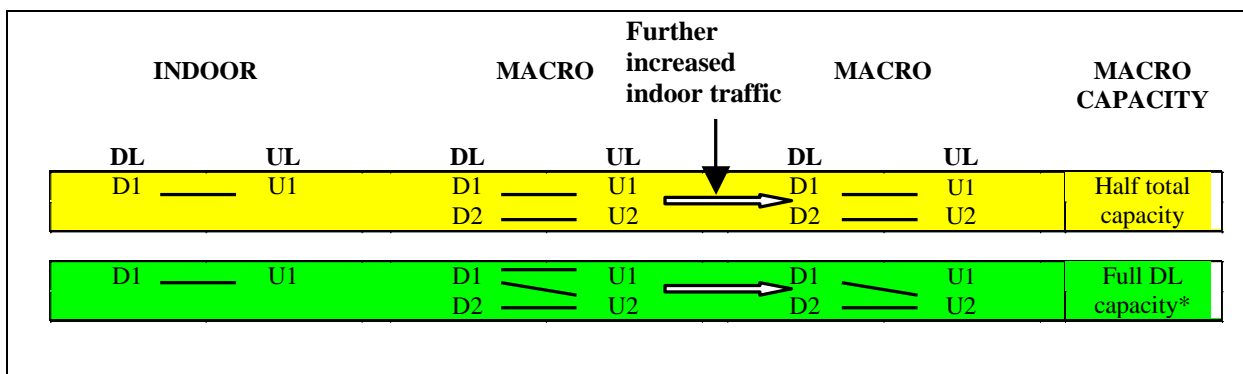 Further
increased
indoor traffic
INDOOR MACRO MACRO MACRO
CAPACITY
DL UL DL UL DL UL
D1 U1 D1 U1 D1 U1 Half total
D2 U2 D2 U2 capacity
D1 U1 D1 U1 D1 U1 Full DL
D2 U2 D2 U2 capacity*